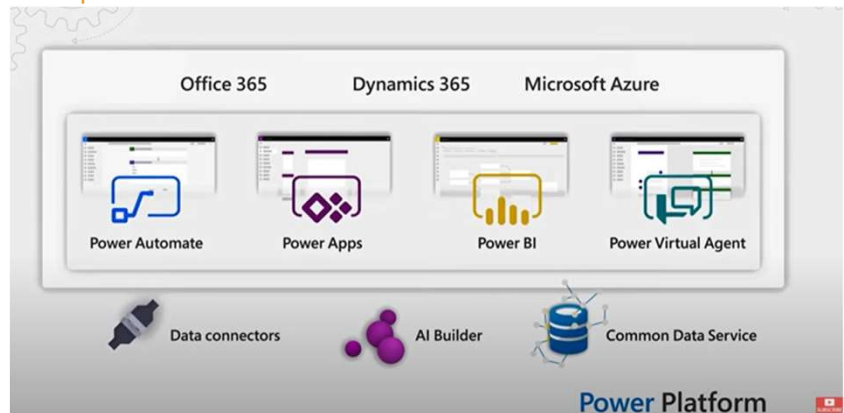 Office 365 Dynamics 365 Microsoft Azure
Power Automate Power Apps Power BI Power Virtual Agent
Data connectors AI Builder Common Data Service
Power Platform
SUBSCRIBE